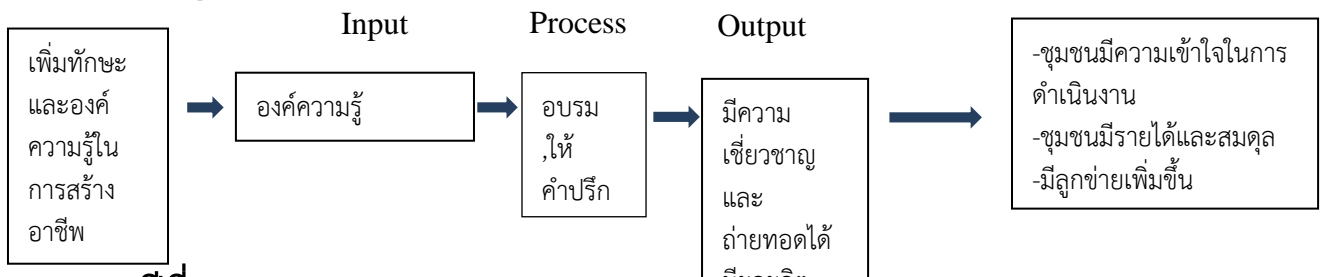 Input Process Output
เพิ่มทักษะ
และองค์
ความรู้ใน
การสร้าง
อาชีพ
องค์ความรู้
อบรม
,ให้
คำปรึก
มีความ
เชี่ยวชาญ
และ
ถ่ายทอดได้
-ชุมชนมีความเข้าใจในการ
ดำเนินงาน
-ชุมชนมีรายได้และสมดุล
-มีลูกข่ายเพิ่มขึ้น